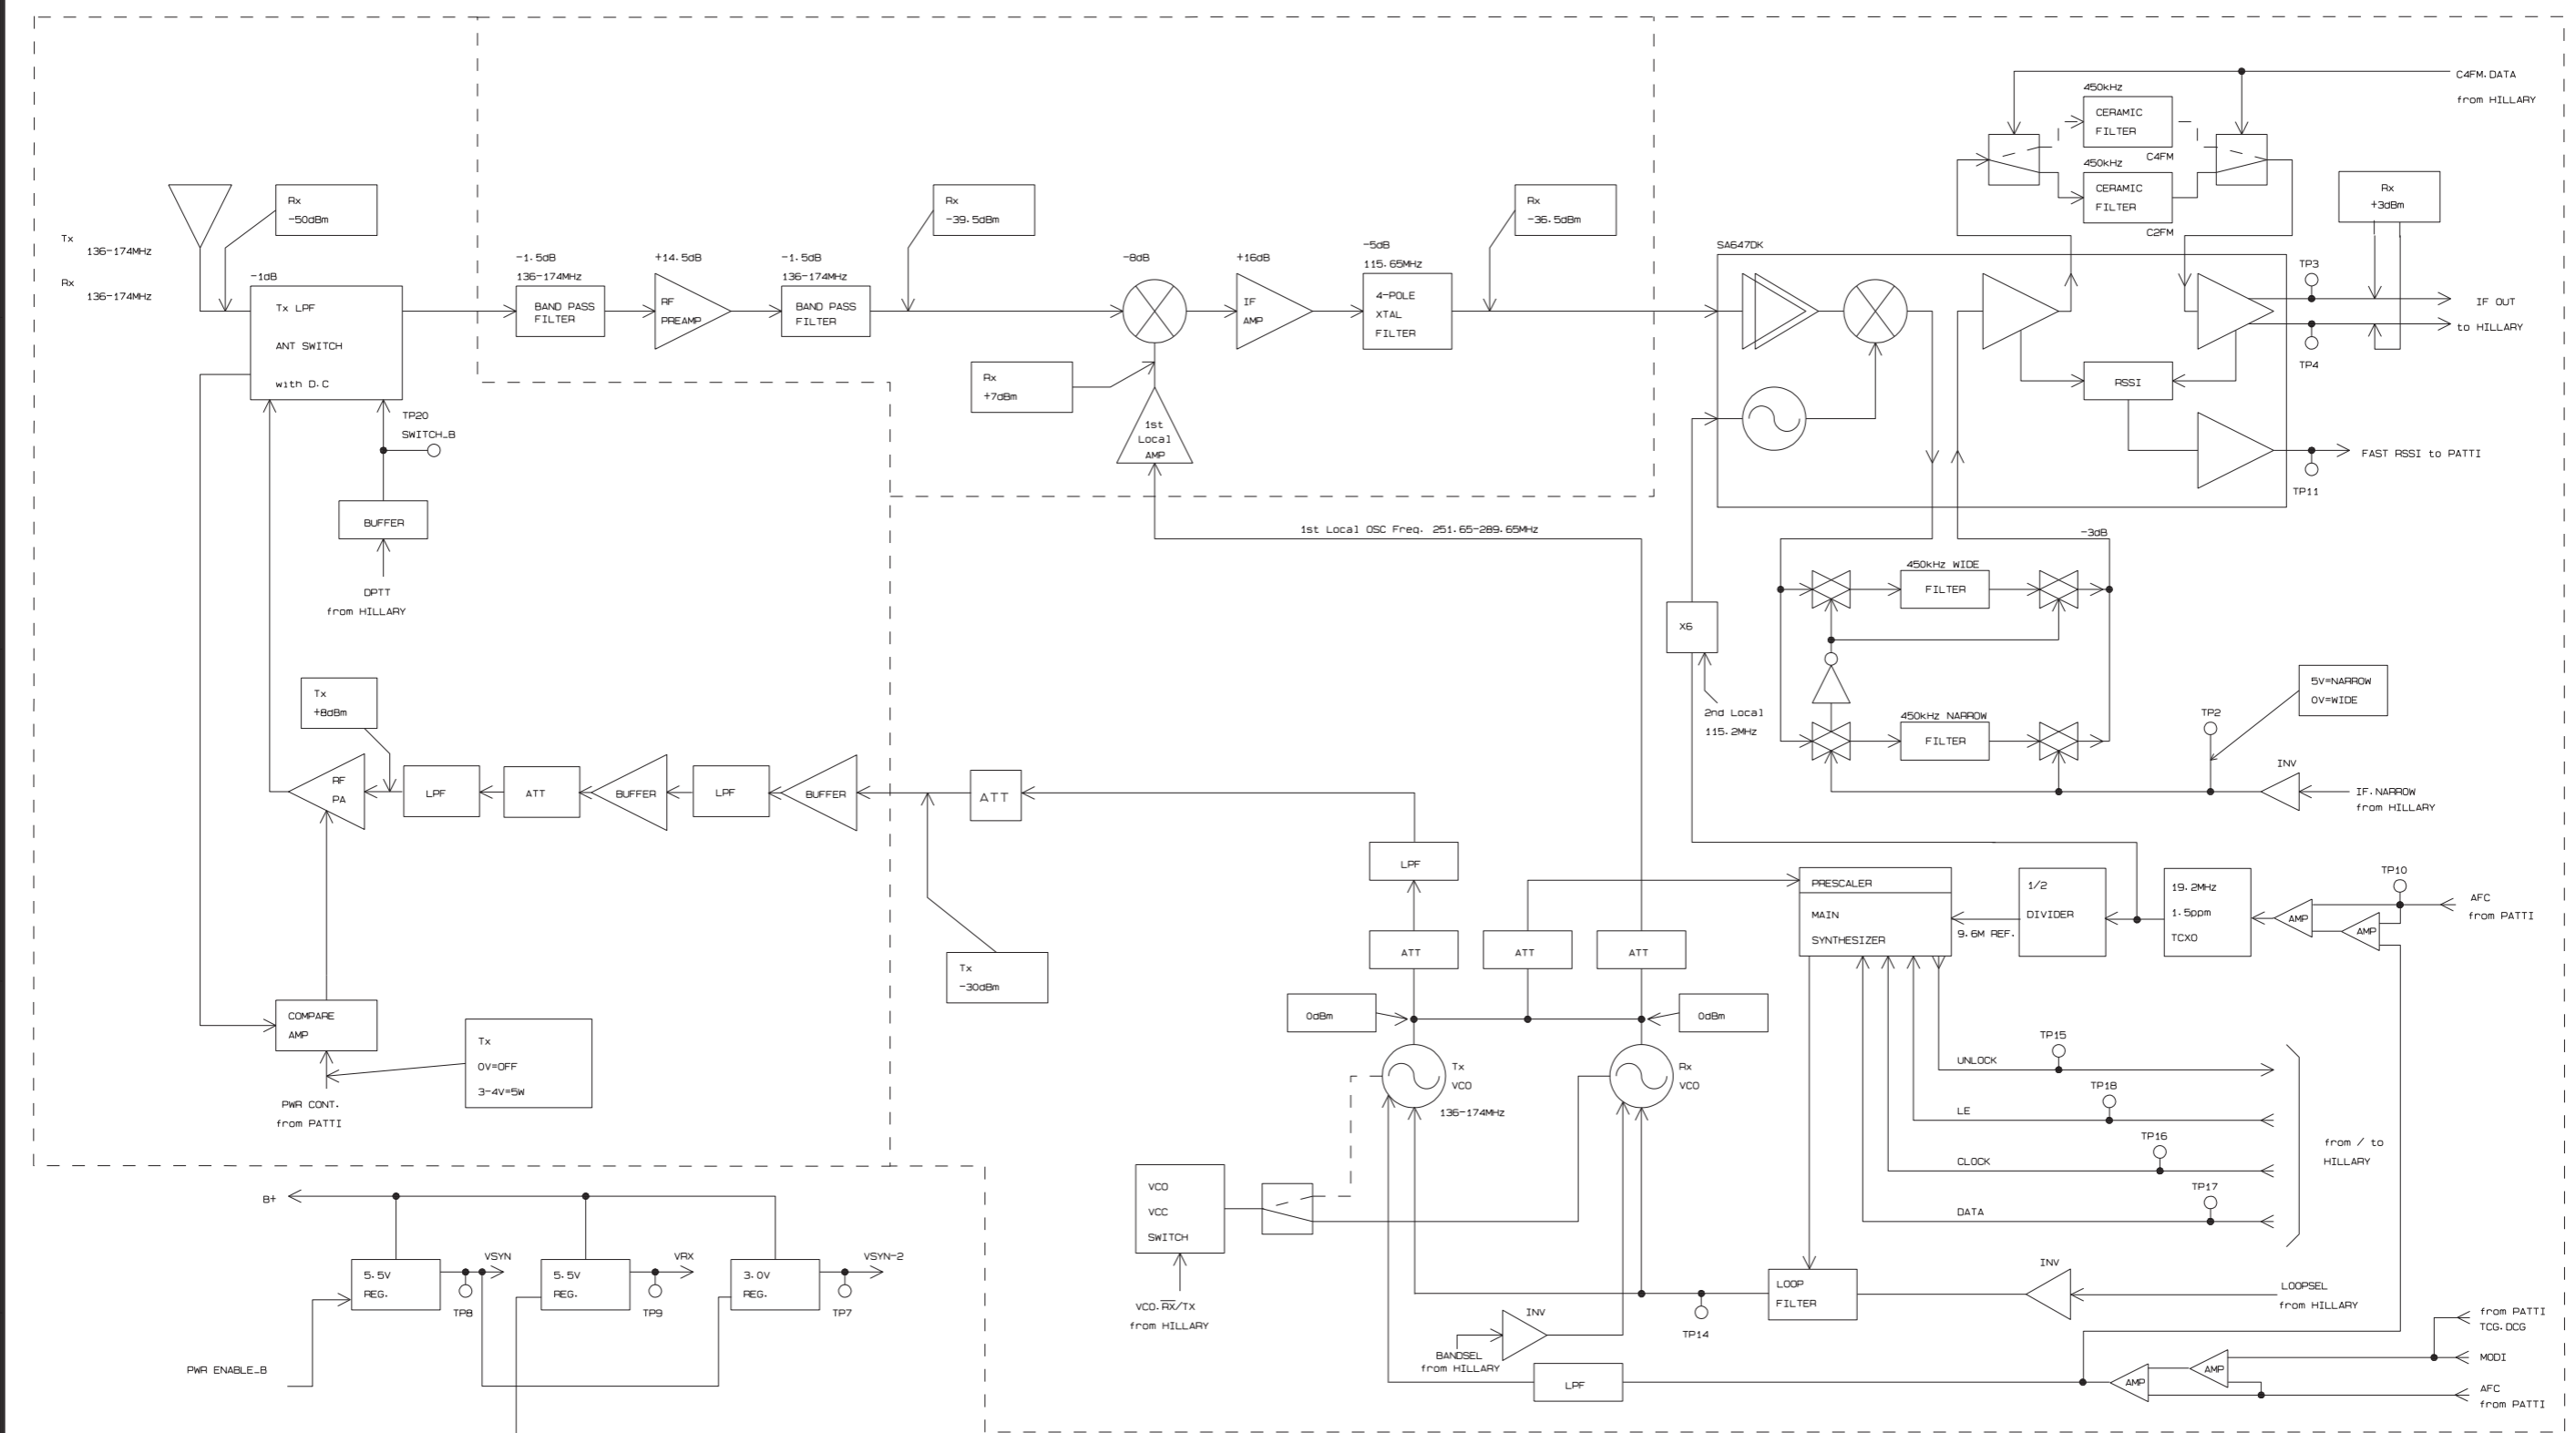 C4FM.DATA
from HILLARY
450kHz
CERAMIC
FILTER
C4FM
450kHz
CERAMIC
FILTER
C2FM
Rx
+3dBm
Tx
136-174MHz
Rx
136-174MHz
Rx
-50dBm
-1dB
Tx LPF
ANT SWITCH
with D.C
-1.5dB
136-174MHz
BAND PASS
FILTER
+14.5dB
RF
PREAMP
-1.5dB
136-174MHz
BAND PASS
FILTER
Rx
-39.5dBm
-8dB
+16dB
IF
AMP
-5dB
115.65MHz
4-POLE
XTAL
FILTER
Rx
-36.5dBm
SA647DK
RSSI
TP3
IF OUT
to HILLARY
TP4
FAST RSSI to PATTI
TP11
Rx
+7dBm
1st
Local
AMP
TP20
SWITCH_B
BUFFER
DPTT
from HILLARY
1st Local OSC Freq. 251.65-289.65MHz
-3dB
450kHz WIDE
FILTER
X6
2nd Local
115.2MHz
450kHz NARROW
FILTER
5V=NARROW
0V=WIDE
TP2
INV
IF.NARROW
from HILLARY
Tx
+8dBm
RF
PA
LPF
ATT
BUFFER
LPF
BUFFER
ATT
LPF
Tx
-30dBm
ATT
ATT
ATT
0dBm
0dBm
PRESCALER
MAIN
SYNTHESIZER
9.6M REF.
1/2
DIVIDER
19.2MHz
1.5ppm
TCXO
AMP
AMP
TP10
AFC
from PATTI
COMPARE
AMP
Tx
0V=OFF
3-4V=5W
PWR CONT.
from PATTI
Tx
VCO
136-174MHz
Rx
VCO
UNLOCK
TP15
LE
TP18
CLOCK
TP16
DATA
TP17
from / to
HILLARY
VCO
VCC
SWITCH
VCO.RX/TX
from HILLARY
B+
5.5V
REG.
VSYN
TP8
5.5V
REG.
VRX
TP9
3.0V
REG.
VSYN-2
TP7
PWR ENABLE_B
LOOP
FILTER
TP14
INV
LOOPSEL
from HILLARY
INV
BANDSEL
from HILLARY
LPF
AMP
AMP
from PATTI
TCG.DCG
MODI
AFC
from PATTI